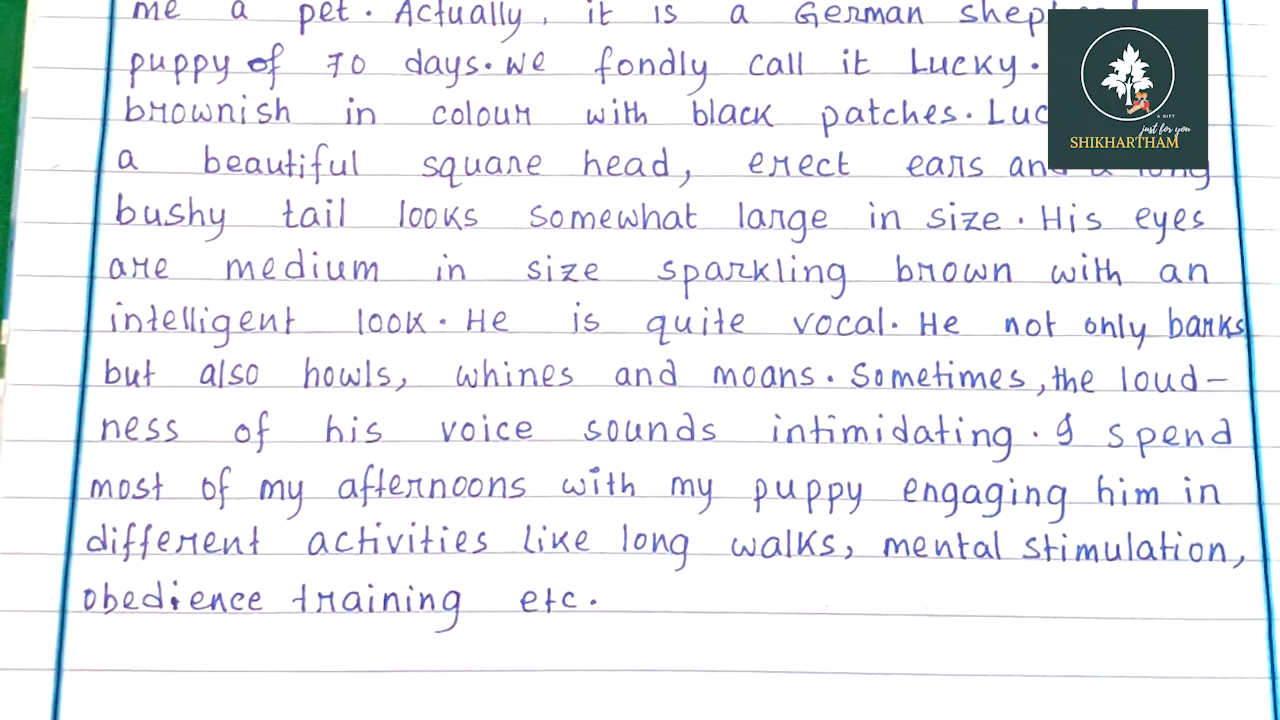 me a pet. Actually, it is a German
puppy of 70 days. we fondly call it Lucky.
brownish in colour with black patches.
a beautiful square head, erect ears and a long
bushy tail looks somewhat large in size. His eyes
are medium in size sparkling brown with an
intelligent look. He is quite vocal. He not only barks
but also howls, whines and moans. Sometimes, the loud-
ness of his voice sounds intimidating. I spend
most of my afternoons with my puppy engaging him in
different activities like long walks, mental stimulation,
obedience training etc.
A GIFT
just for you
SHIKHARTHAM